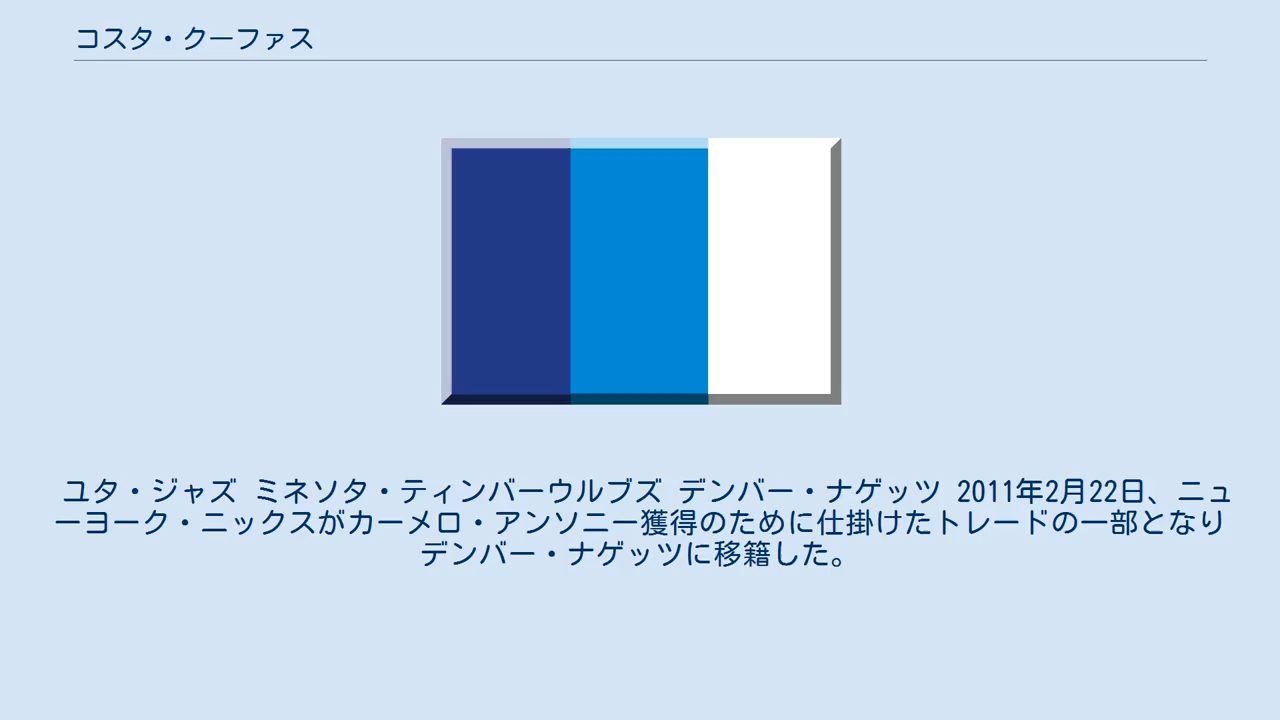 コスタ・クーファス
ユタ・ジャズ ミネソタ・ティンバーウルブズ デンバー・ナゲッツ 2011年2月22日、ニュ
ーヨーク・ニックスがカーメロ・アンソニー獲得のために仕掛けたトレードの一部となり
デンバー・ナゲッツに移籍した。